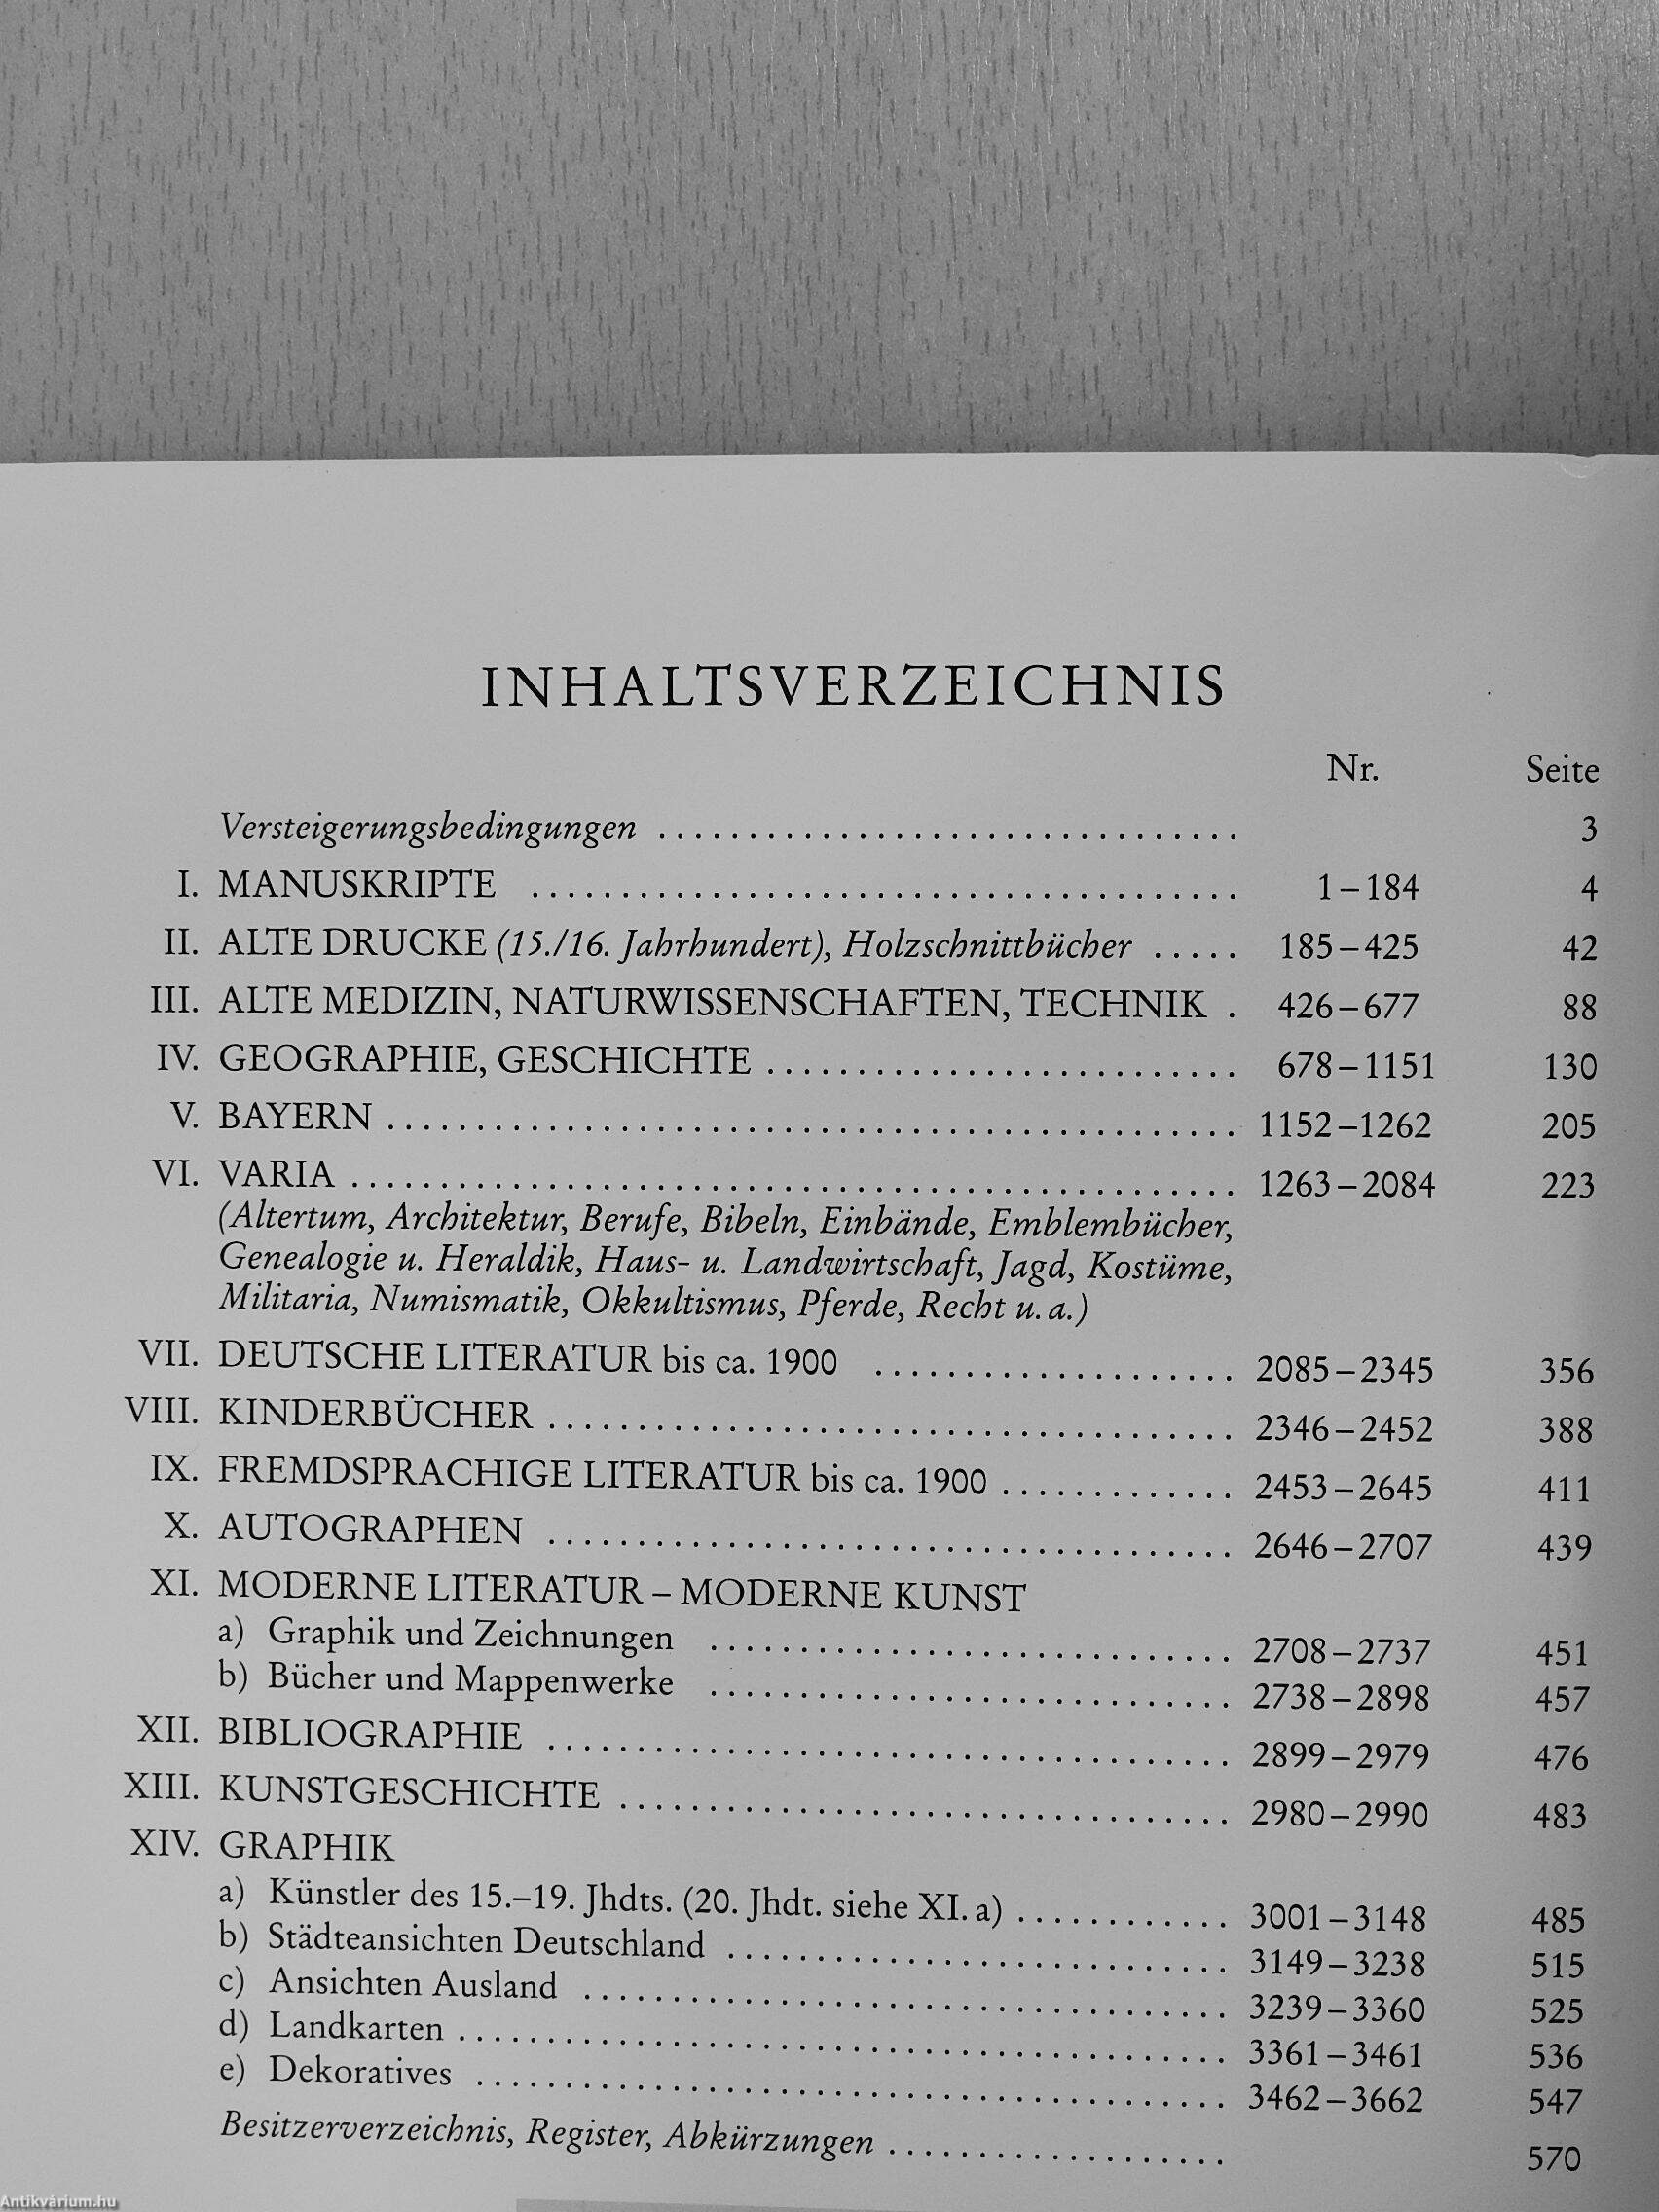 INHALTSVERZEICHNIS
Nr. Seite
Versteigerungsbedingungen ................................ 3
I. MANUSKRIPTE ....................................... 1–184 4
II. ALTE DRUCKE (15./16. Jahrhundert), Holzschnittbücher ..... 185–425 42
III. ALTE MEDIZIN, NATURWISSENSCHAFTEN, TECHNIK . 426–677 88
IV. GEOGRAPHIE, GESCHICHTE .......................... 678–1151 130
V. BAYERN .............................................. 1152–1262 205
VI. VARIA ................................................ 1263–2084 223
(Altertum, Architektur, Berufe, Bibeln, Einbände, Emblembücher,
Genealogie u. Heraldik, Haus- u. Landwirtschaft, Jagd, Kostüme,
Militaria, Numismatik, Okkultismus, Pferde, Recht u. a.)
VII. DEUTSCHE LITERATUR bis ca. 1900 .................... 2085–2345 356
VIII. KINDERBÜCHER ...................................... 2346–2452 388
IX. FREMDSPRACHIGE LITERATUR bis ca. 1900 ............. 2453–2645 411
X. AUTOGRAPHEN ...................................... 2646–2707 439
XI. MODERNE LITERATUR – MODERNE KUNST
a) Graphik und Zeichnungen ............................. 2708–2737 451
b) Bücher und Mappenwerke ............................. 2738–2898 457
XII. BIBLIOGRAPHIE ...................................... 2899–2979 476
XIII. KUNSTGESCHICHTE .................................. 2980–2990 483
XIV. GRAPHIK
a) Künstler des 15.–19. Jhdts. (20. Jhdt. siehe XI. a) ............ 3001–3148 485
b) Städteansichten Deutschland ............................ 3149–3238 515
c) Ansichten Ausland .................................... 3239–3360 525
d) Landkarten ........................................... 3361–3461 536
e) Dekoratives .......................................... 3462–3662 547
Besitzerverzeichnis, Register, Abkürzungen ................... 570
Antikvárium.hu